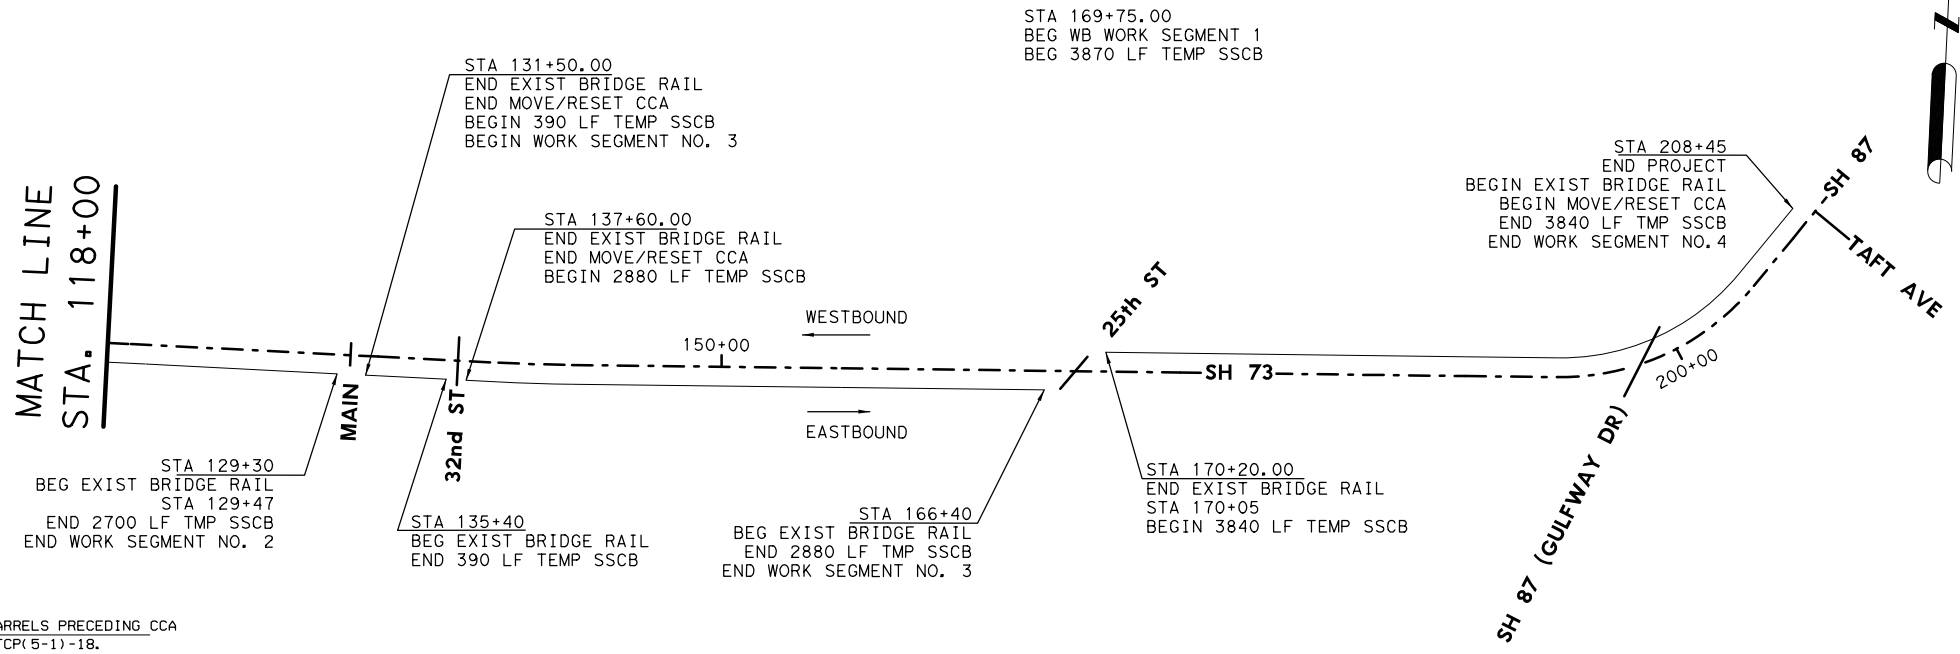 STA 169+75.00
BEG WB WORK SEGMENT 1
BEG 3870 LF TEMP SSCB
STA 131+50.00
END EXIST BRIDGE RAIL
END MOVE/RESET CCA
BEGIN 390 LF TEMP SSCB
BEGIN WORK SEGMENT NO. 3
STA 208+45
END PROJECT
BEGIN EXIST BRIDGE RAIL
BEGIN MOVE/RESET CCA
END 3840 LF TMP SSCB
END WORK SEGMENT NO.4
SH 87
TAFT AVE
MATCH LINE
STA. 118+00
STA 137+60.00
END EXIST BRIDGE RAIL
END MOVE/RESET CCA
BEGIN 2880 LF TEMP SSCB
WESTBOUND
150+00
25th ST
SH 73
200+00
MAIN
32nd ST
EASTBOUND
SH 87 (GULFWAY DR)
STA 129+30
BEG EXIST BRIDGE RAIL
STA 129+47
END 2700 LF TMP SSCB
END WORK SEGMENT NO. 2
STA 135+40
BEG EXIST BRIDGE RAIL
END 390 LF TEMP SSCB
STA 166+40
BEG EXIST BRIDGE RAIL
END 2880 LF TMP SSCB
END WORK SEGMENT NO. 3
STA 170+20.00
END EXIST BRIDGE RAIL
STA 170+05
BEGIN 3840 LF TEMP SSCB
ARRELS PRECEDING CCA
TCP(5-1)-18.